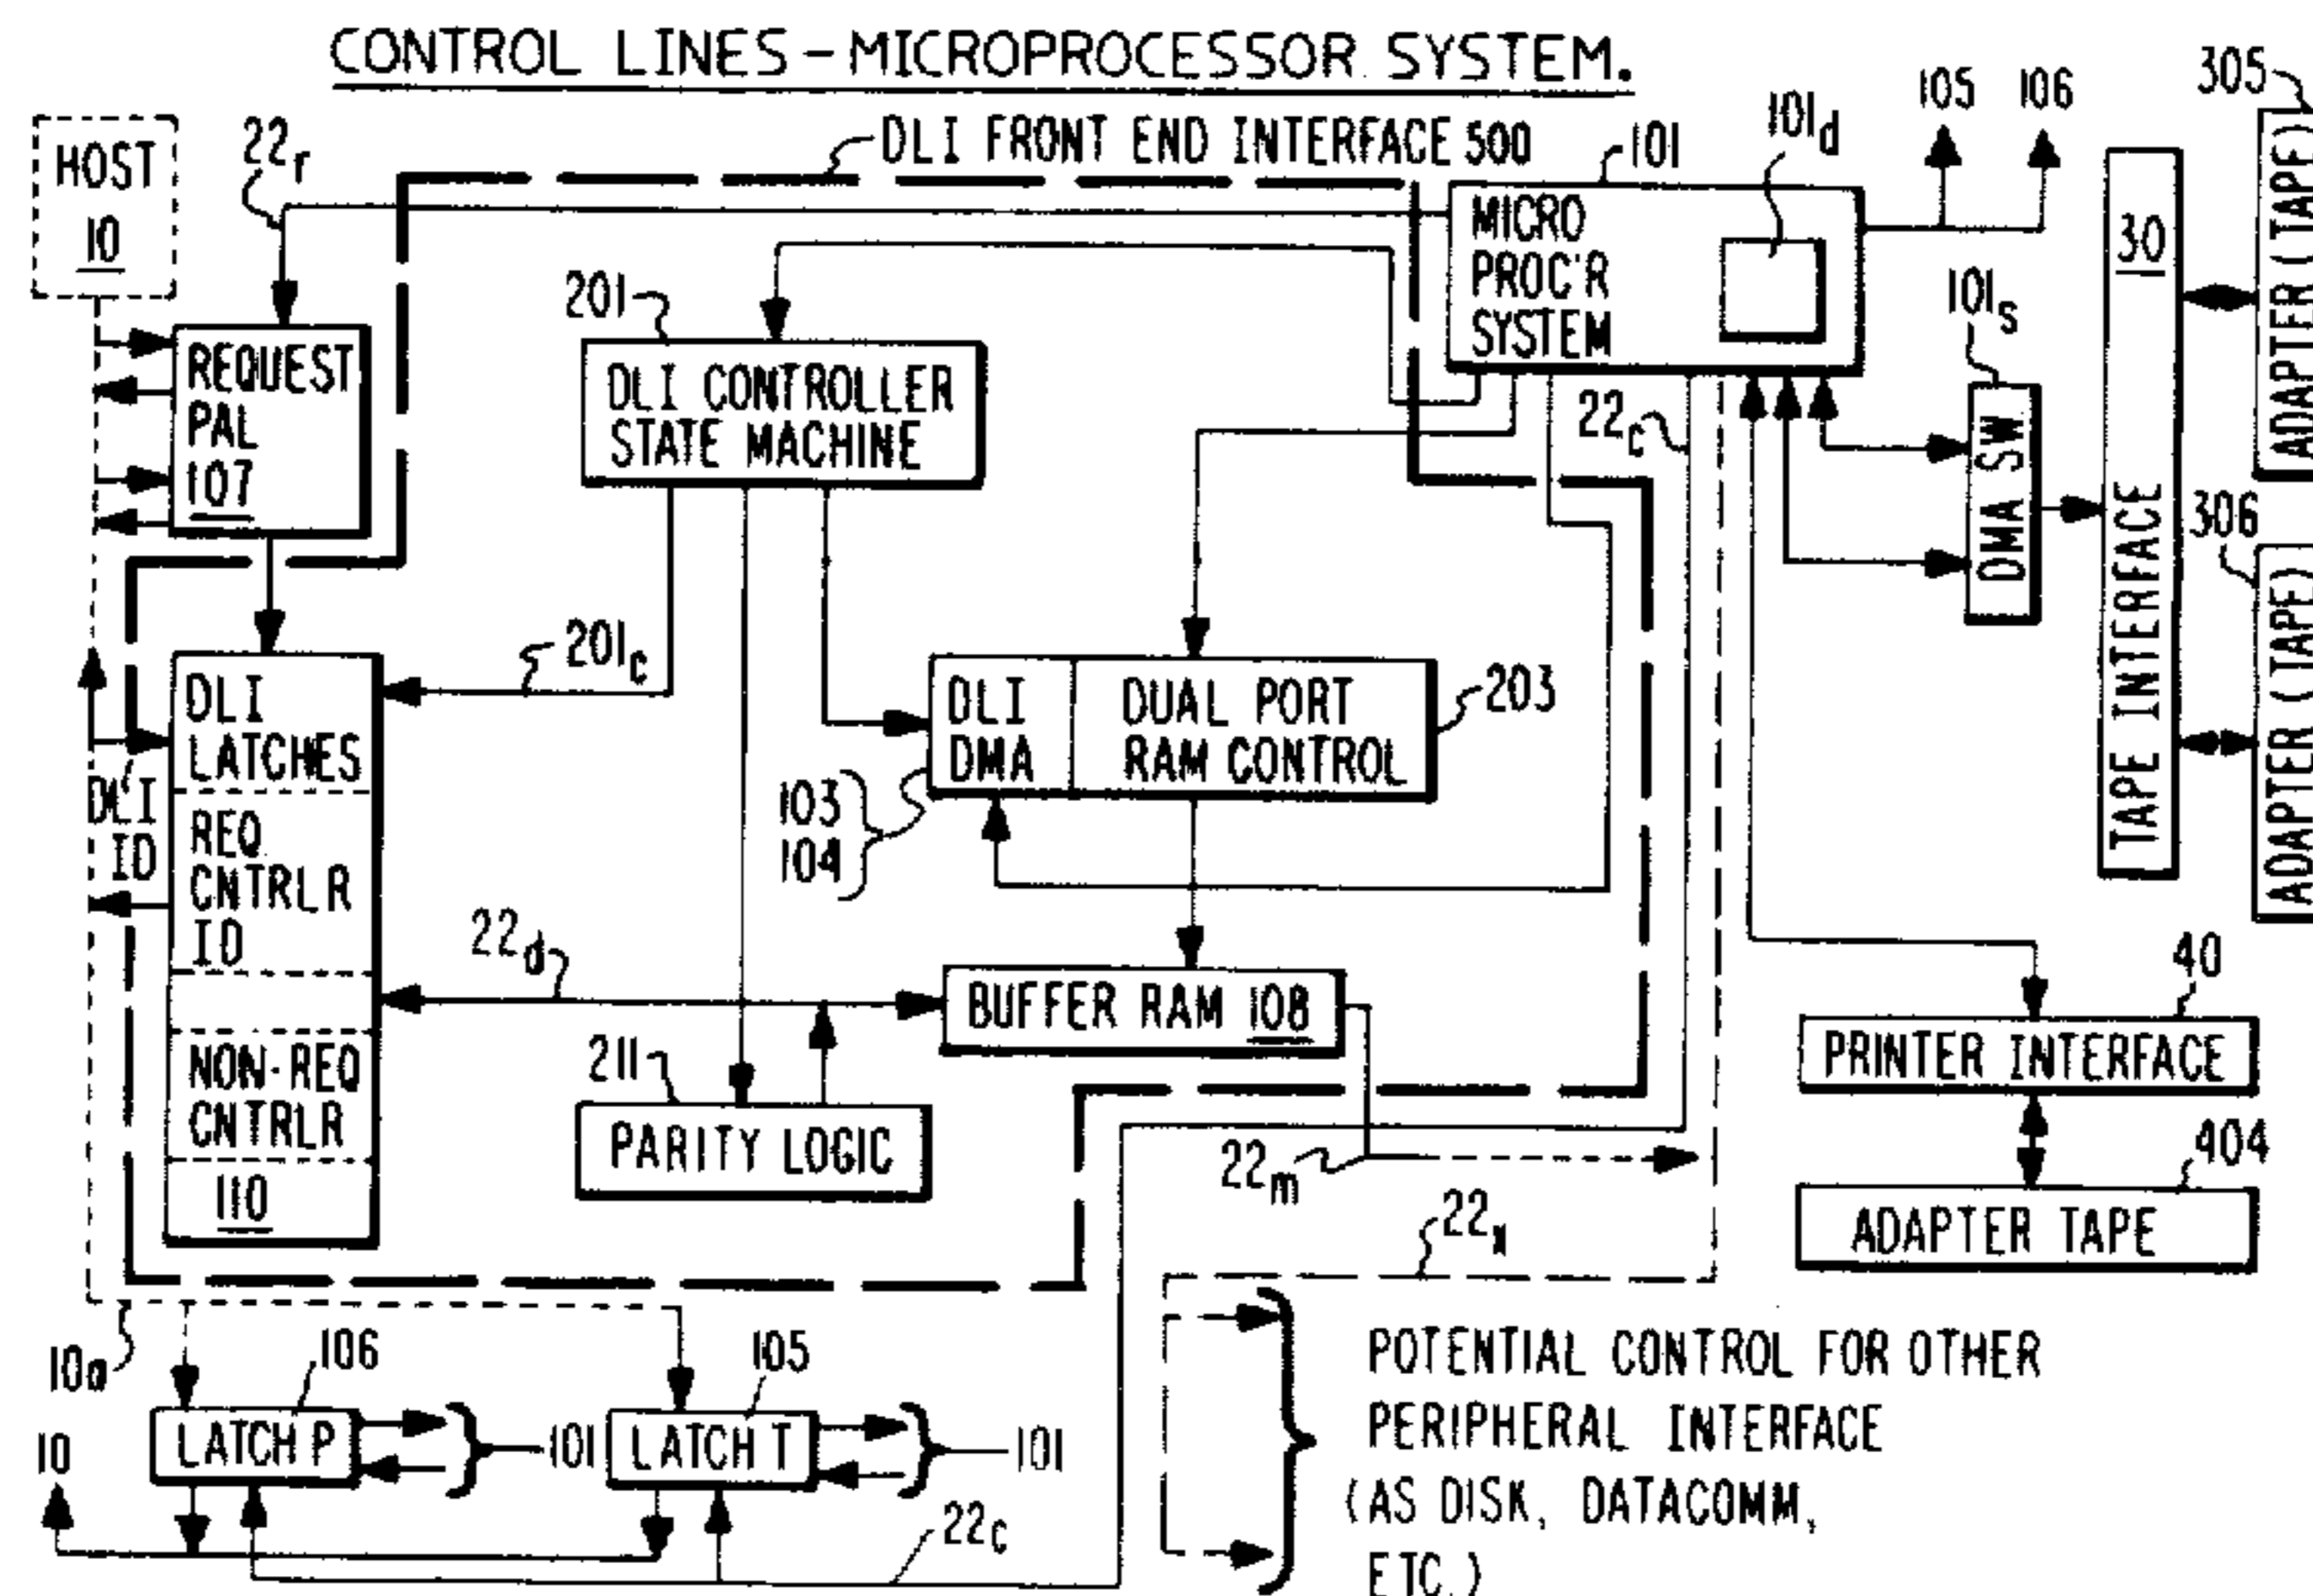 CONTROL LINES - MICROPROCESSOR SYSTEM.
HOST
10
22r
DLI FRONT END INTERFACE 500
101
101d
105
106
305
ADAPTER (TAPE)
MICRO
PROC'R
SYSTEM
30
TAPE INTERFACE
101s
DMA SW
306
ADAPTER (TAPE)
REQUEST
PAL
107
201
DLI CONTROLLER
STATE MACHINE
22c
201c
DLI
LATCHES
DLI
ID
REQ
CNTRLR
ID
NON-REQ
CNTRLR
110
DLI
DMA
DUAL PORT
RAM CONTROL
203
103
104
22d
BUFFER RAM 108
40
PRINTER INTERFACE
211
PARITY LOGIC
22m
404
ADAPTER TAPE
22x
10a
106
LATCH P
101
105
LATCH T
101
10
22c
POTENTIAL CONTROL FOR OTHER
PERIPHERAL INTERFACE
(AS DISK, DATACOMM,
ETC.)